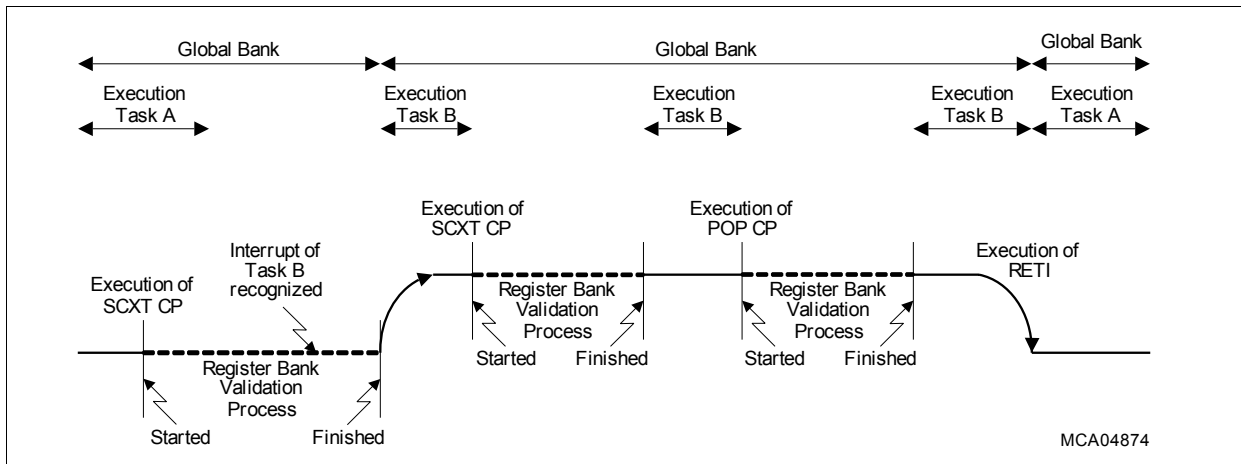 Global Bank
Global Bank
Global Bank
Execution
Task A
Execution
Task B
Execution
Task B
Execution
Task B
Execution
Task A
Execution of
SCXT CP
Execution of
POP CP
Interrupt of
Task B
recognized
Execution of
RETI
Execution of
SCXT CP
Register Bank
Validation
Process
Register Bank
Validation
Process
Started
Finished
Started
Finished
Register Bank
Validation
Process
Started
Finished
MCA04874